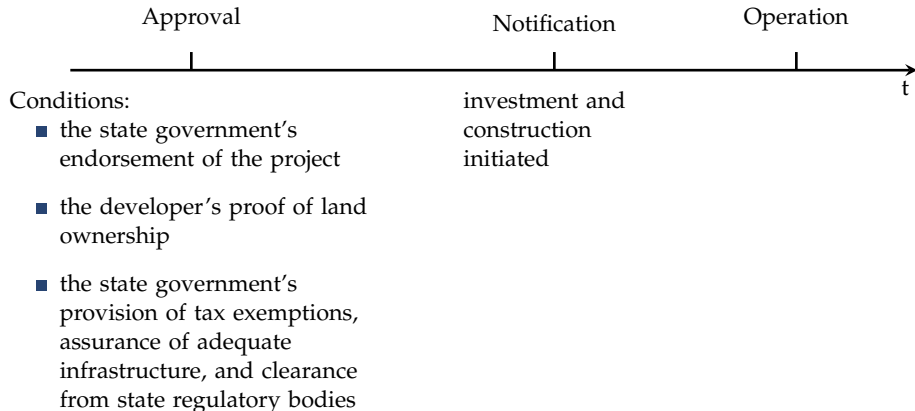 Approval
Notification
Operation
t
Conditions:
the state government's
endorsement of the project
the developer's proof of land
ownership
the state government's
provision of tax exemptions,
assurance of adequate
infrastructure, and clearance
from state regulatory bodies
investment and
construction
initiated